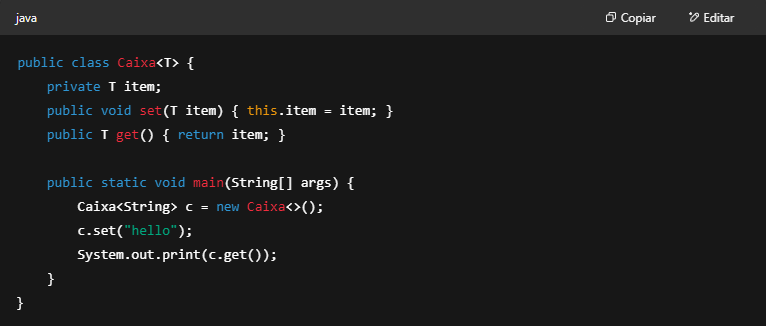 java Copiar Editar
public class Caixa<T> {
    private T item;
    public void set(T item) { this.item = item; }
    public T get() { return item; }

    public static void main(String[] args) {
        Caixa<String> c = new Caixa<>();
        c.set("hello");
        System.out.print(c.get());
    }
}